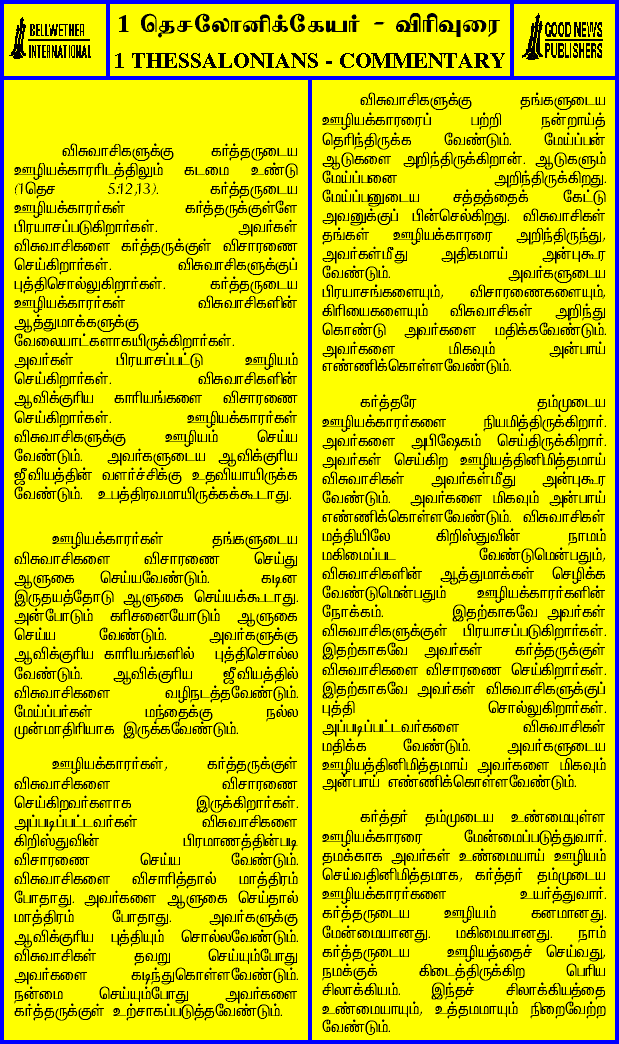 BELLWETHER
INTERNATIONAL
1 தெசலோனிக்கேயர் - விரிவுரை
1 THESSALONIANS - COMMENTARY
GOOD NEWS
PUBLISHERS
விசுவாசிகளுக்கு கர்த்தருடைய
ஊழியக்காரரிடத்திலும் கடமை உண்டு
(1தெச 5:12,13). கர்த்தருடைய
ஊழியக்காரர்கள் கர்த்தருக்குள்ளே
பிரயாசப்படுகிறார்கள். அவர்கள்
விசுவாசிகளை கர்த்தருக்குள் விசாரணை
செய்கிறார்கள். விசுவாசிகளுக்குப்
புத்திசொல்லுகிறார்கள். கர்த்தருடைய
ஊழியக்காரர்கள் விசுவாசிகளின்
ஆத்துமாக்களுக்கு
வேலையாட்களாகயிருக்கிறார்கள்.
அவர்கள் பிரயாசப்பட்டு ஊழியம்
செய்கிறார்கள். விசுவாசிகளின்
ஆவிக்குரிய காரியங்களை விசாரணை
செய்கிறார்கள். ஊழியக்காரர்கள்
விசுவாசிகளுக்கு ஊழியம் செய்ய
வேண்டும். அவர்களுடைய ஆவிக்குரிய
ஜீவியத்தின் வளர்ச்சிக்கு உதவியாயிருக்க
வேண்டும். உபத்திரவமாயிருக்கக்கூடாது.
ஊழியக்காரர்கள் தங்களுடைய
விசுவாசிகளை விசாரணை செய்து
ஆளுகை செய்யவேண்டும். கடின
இருதயத்தோடு ஆளுகை செய்யக்கூடாது.
அன்போடும் கரிசனையோடும் ஆளுகை
செய்ய வேண்டும். அவர்களுக்கு
ஆவிக்குரிய காரியங்களில் புத்திசொல்ல
வேண்டும். ஆவிக்குரிய ஜீவியத்தில்
விசுவாசிகளை வழிநடத்தவேண்டும்.
மேய்ப்பர்கள் மந்தைக்கு நல்ல
முன்மாதிரியாக இருக்கவேண்டும்.
ஊழியக்காரர்கள், கர்த்தருக்குள்
விசுவாசிகளை விசாரணை
செய்கிறவர்களாக இருக்கிறார்கள்.
அப்படிப்பட்டவர்கள் விசுவாசிகளை
கிறிஸ்துவின் பிரமாணத்தின்படி
விசாரணை செய்ய வேண்டும்.
விசுவாசிகளை விசாரித்தால் மாத்திரம்
போதாது. அவர்களை ஆளுகை செய்தால்
மாத்திரம் போதாது. அவர்களுக்கு
ஆவிக்குரிய புத்தியும் சொல்லவேண்டும்.
விசுவாசிகள் தவறு செய்யும்போது
அவர்களை கடிந்துகொள்ளவேண்டும்.
நன்மை செய்யும்போது அவர்களை
கர்த்தருக்குள் உற்சாகப்படுத்தவேண்டும்.
விசுவாசிகளுக்கு தங்களுடைய
ஊழியக்காரரைப் பற்றி நன்றாய்த்
தெரிந்திருக்க வேண்டும். மேய்ப்பன்
ஆடுகளை அறிந்திருக்கிறான். ஆடுகளும்
மேய்ப்பனை அறிந்திருக்கிறது.
மேய்ப்பனுடைய சத்தத்தைக் கேட்டு
அவனுக்குப் பின்செல்கிறது. விசுவாசிகள்
தங்கள் ஊழியக்காரரை அறிந்திருந்து,
அவர்கள்மீது அதிகமாய் அன்புகூர
வேண்டும். அவர்களுடைய
பிரயாசங்களையும், விசாரணைகளையும்,
கிரியைகளையும் விசுவாசிகள் அறிந்து
கொண்டு அவர்களை மதிக்கவேண்டும்.
அவர்களை மிகவும் அன்பாய்
எண்ணிக்கொள்ளவேண்டும்.
கர்த்தரே தம்முடைய
ஊழியக்காரர்களை நியமித்திருக்கிறார்.
அவர்களை அபிஷேகம் செய்திருக்கிறார்.
அவர்கள் செய்கிற ஊழியத்தினிமித்தமாய்
விசுவாசிகள் அவர்கள்மீது அன்புகூர
வேண்டும். அவர்களை மிகவும் அன்பாய்
எண்ணிக்கொள்ளவேண்டும். விசுவாசிகள்
மத்தியிலே கிறிஸ்துவின் நாமம்
மகிமைப்பட வேண்டுமென்பதும்,
விசுவாசிகளின் ஆத்துமாக்கள் செழிக்க
வேண்டுமென்பதும் ஊழியக்காரர்களின்
நோக்கம். இதற்காகவே அவர்கள்
விசுவாசிகளுக்குள் பிரயாசப்படுகிறார்கள்.
இதற்காகவே அவர்கள் கர்த்தருக்குள்
விசுவாசிகளை விசாரணை செய்கிறார்கள்.
இதற்காகவே அவர்கள் விசுவாசிகளுக்குப்
புத்தி சொல்லுகிறார்கள்.
அப்படிப்பட்டவர்களை விசுவாசிகள்
மதிக்க வேண்டும். அவர்களுடைய
ஊழியத்தினிமித்தமாய் அவர்களை மிகவும்
அன்பாய் எண்ணிக்கொள்ளவேண்டும்.
கர்த்தர் தம்முடைய உண்மையுள்ள
ஊழியக்காரரை மேன்மைப்படுத்துவார்.
தமக்காக அவர்கள் உண்மையாய் ஊழியம்
செய்வதினிமித்தமாக, கர்த்தர் தம்முடைய
ஊழியக்காரர்களை உயர்த்துவார்.
கர்த்தருடைய ஊழியம் கனமானது.
மேன்மையானது. மகிமையானது. நாம்
கர்த்தருடைய ஊழியத்தைச் செய்வது,
நமக்குக் கிடைத்திருக்கிற பெரிய
சிலாக்கியம். இந்தச் சிலாக்கியத்தை
உண்மையாயும், உத்தமமாயும் நிறைவேற்ற
வேண்டும்.